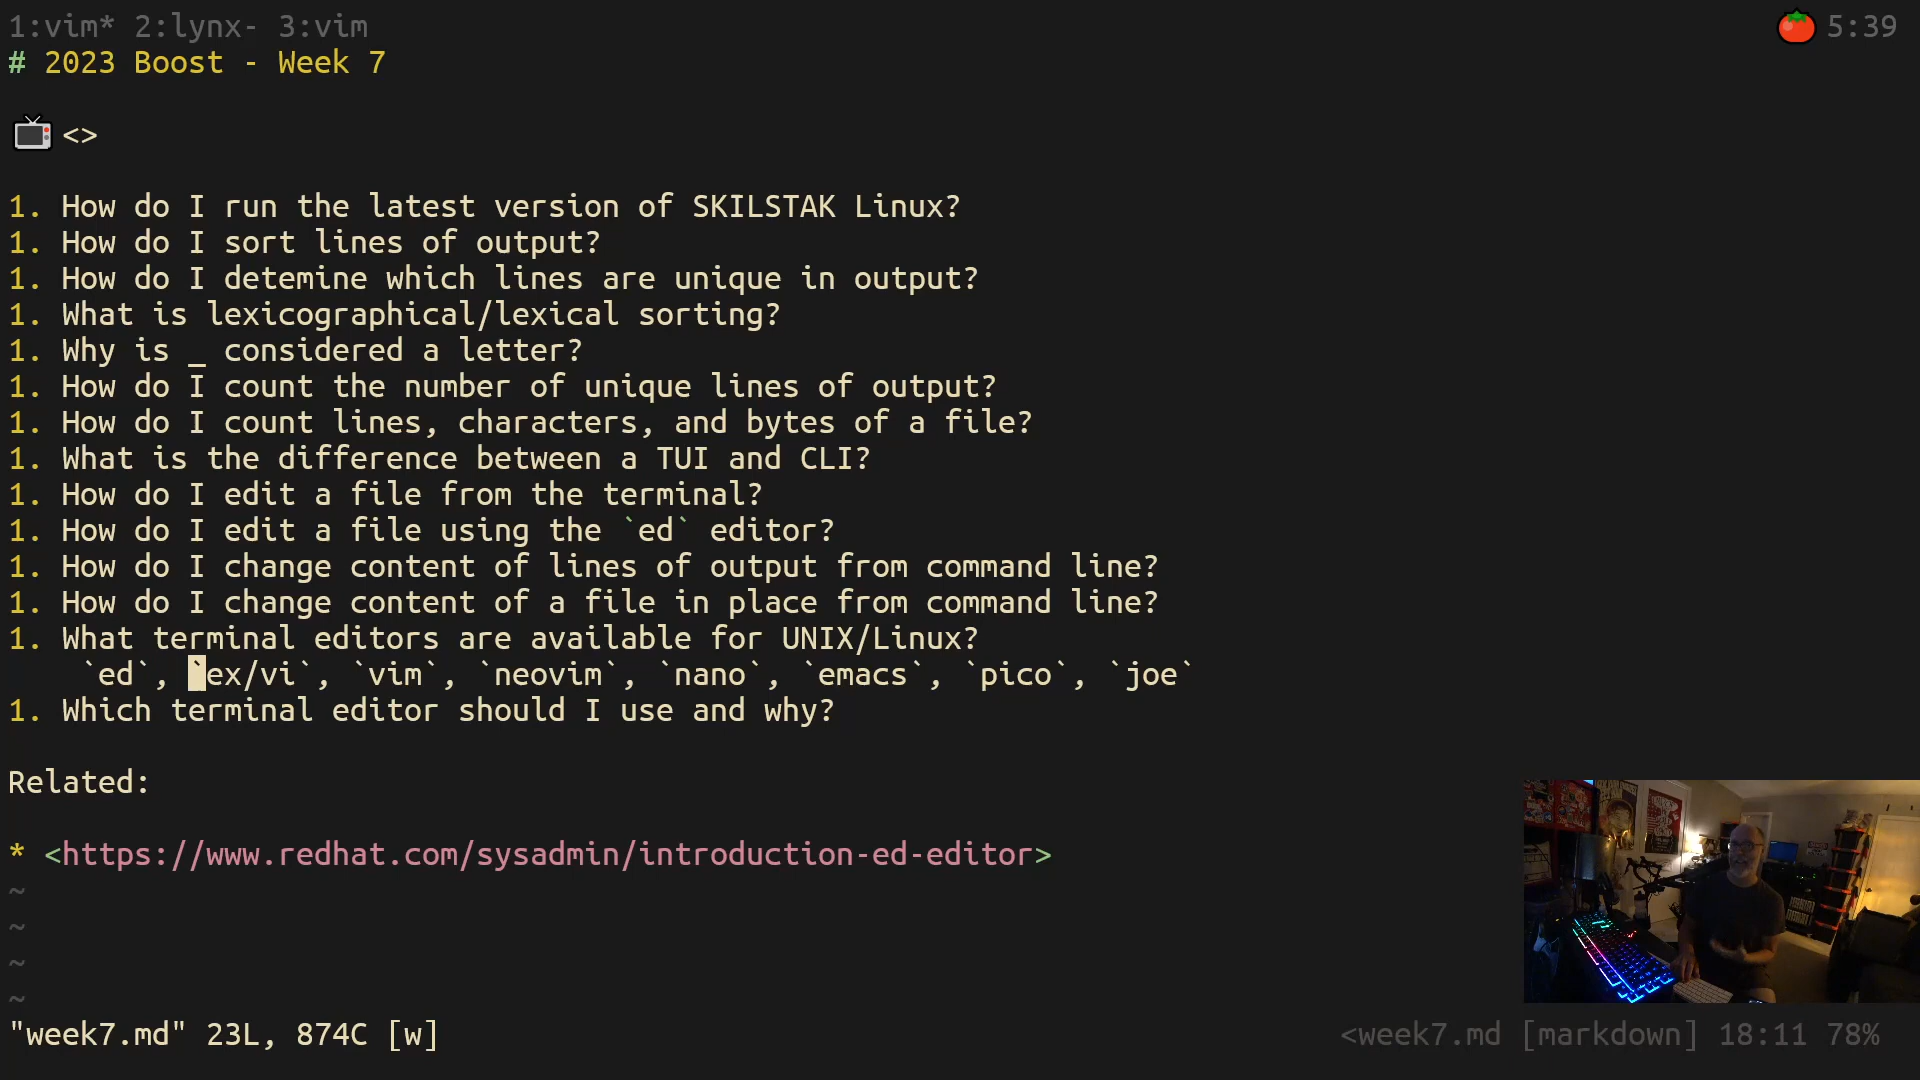 1:vim* 2:lynx- 3:vim 5:39
# 2023 Boost - Week 7
<>
1. How do I run the latest version of SKILSTAK Linux?
1. How do I sort lines of output?
1. How do I detemine which lines are unique in output?
1. What is lexicographical/lexical sorting?
1. Why is _ considered a letter?
1. How do I count the number of unique lines of output?
1. How do I count lines, characters, and bytes of a file?
1. What is the difference between a TUI and CLI?
1. How do I edit a file from the terminal?
1. How do I edit a file using the `ed` editor?
1. How do I change content of lines of output from command line?
1. How do I change content of a file in place from command line?
1. What terminal editors are available for UNIX/Linux?
`ed`, `ex/vi`, `vim`, `neovim`, `nano`, `emacs`, `pico`, `joe`
1. Which terminal editor should I use and why?
Related:
* <https://www.redhat.com/sysadmin/introduction-ed-editor>
~
~
~
~
"week7.md" 23L, 874C [w] <week7.md [markdown] 18:11 78%